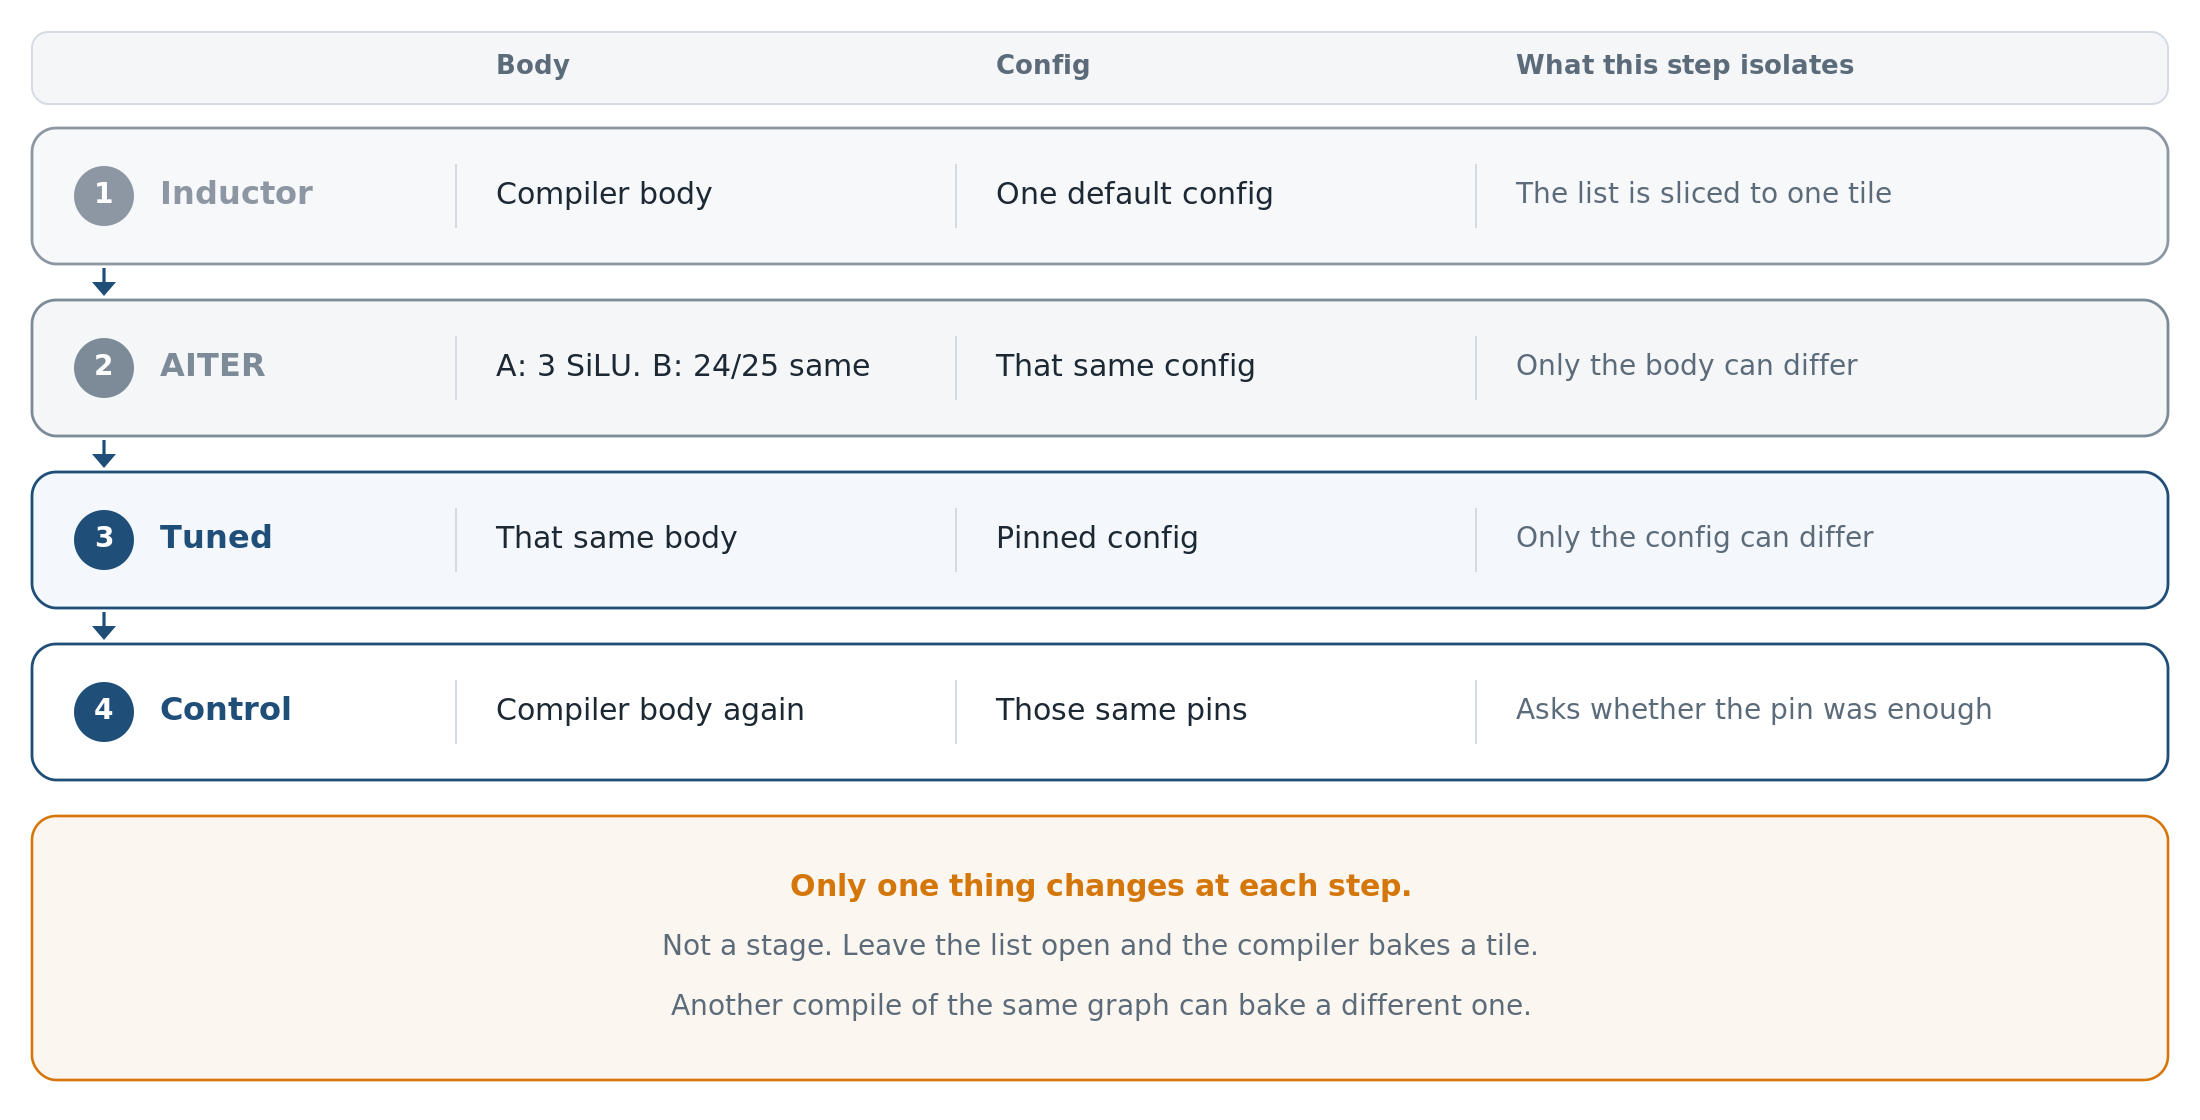 Body Config What this step isolates
1 Inductor Compiler body One default config The list is sliced to one tile
2 AITER A: 3 SiLU. B: 24/25 same That same config Only the body can differ
3 Tuned That same body Pinned config Only the config can differ
4 Control Compiler body again Those same pins Asks whether the pin was enough
Only one thing changes at each step.
Not a stage. Leave the list open and the compiler bakes a tile.
Another compile of the same graph can bake a different one.